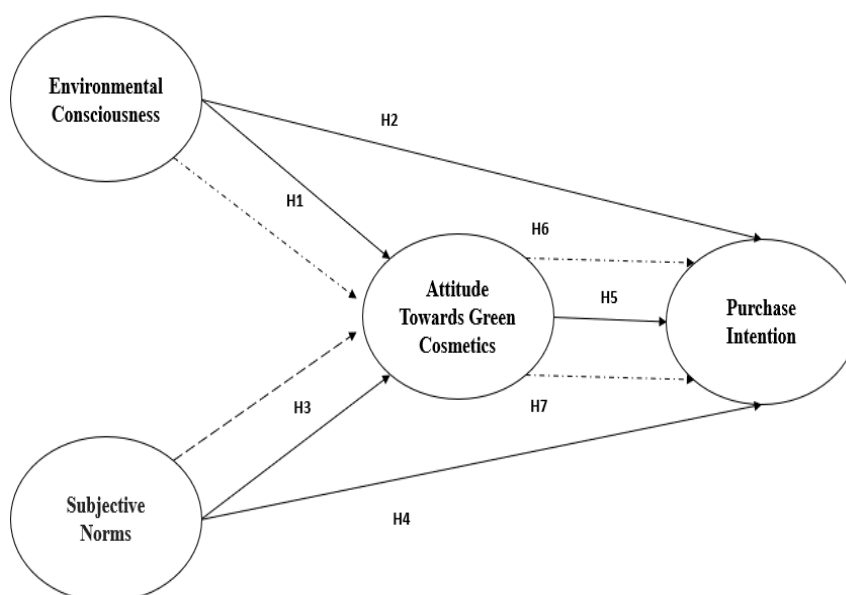 Environmental
Consciousness
H2
H1
H6
Attitude
Towards Green
Cosmetics
H5
Purchase
Intention
H3
H7
Subjective
Norms
H4